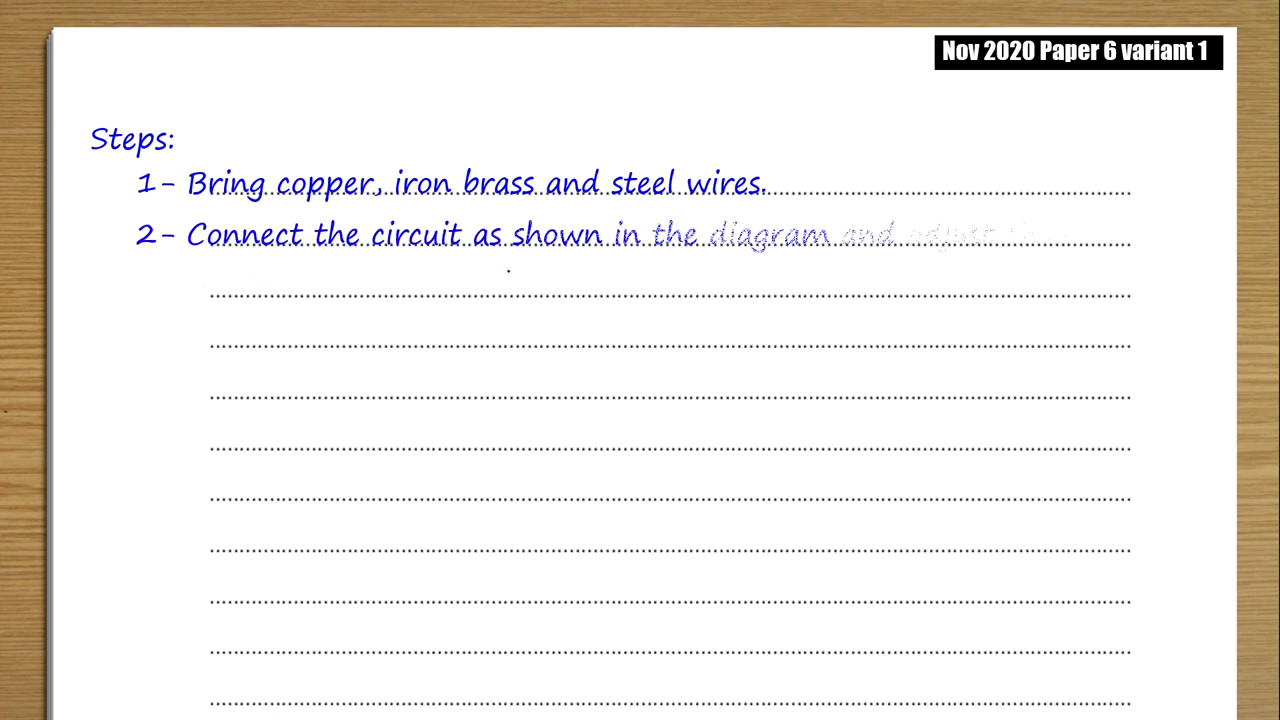 Nov 2020 Paper 6 variant 1
Steps:
1- Bring copper, iron brass and steel wires.
2- Connect the circuit as shown in the diagram and adjust